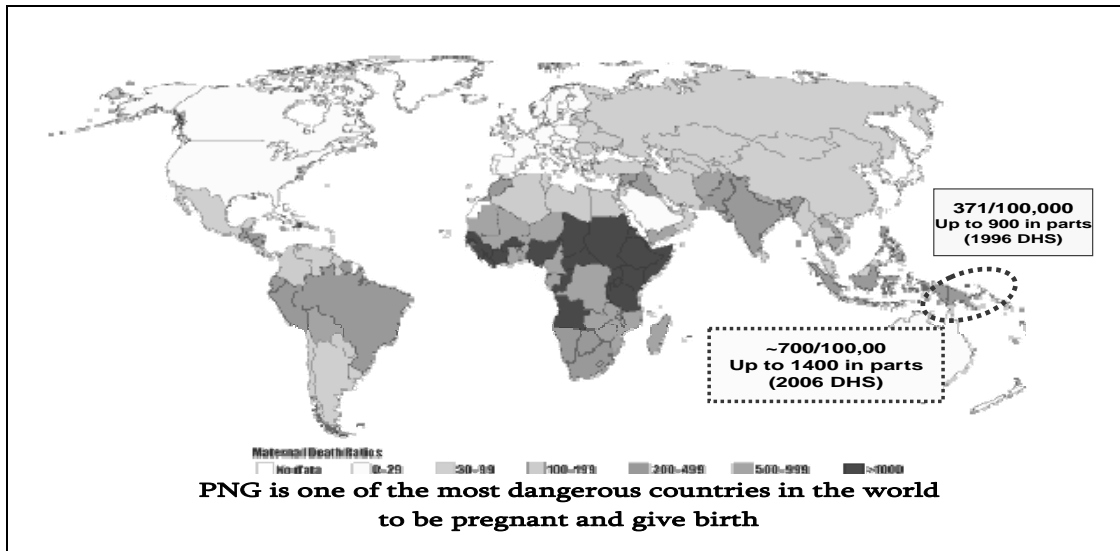 371/100,000
Up to 900 in parts
(1996 DHS)
~700/100,00
Up to 1400 in parts
(2006 DHS)
Maternal Death Ratios
No data 0-29 30-99 100-199 200-499 500-999 >1000
PNG is one of the most dangerous countries in the world
to be pregnant and give birth